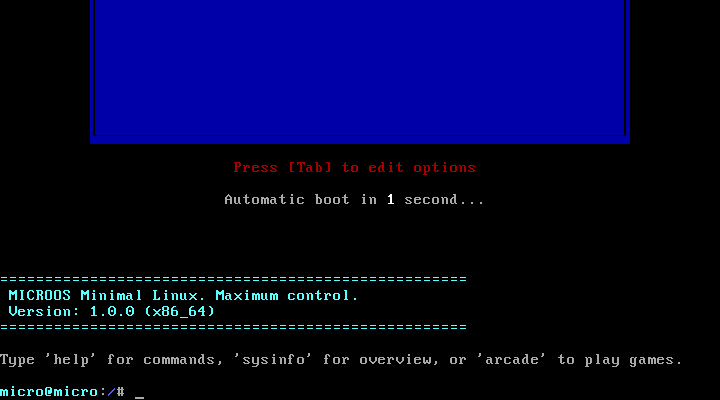 Press [Tab] to edit options
Automatic boot in 1 second...
====================================================
MICROOS Minimal Linux. Maximum control.
Version: 1.0.0 (x86_64)
====================================================
Type 'help' for commands, 'sysinfo' for overview, or 'arcade' to play games.
micro@micro:/# _